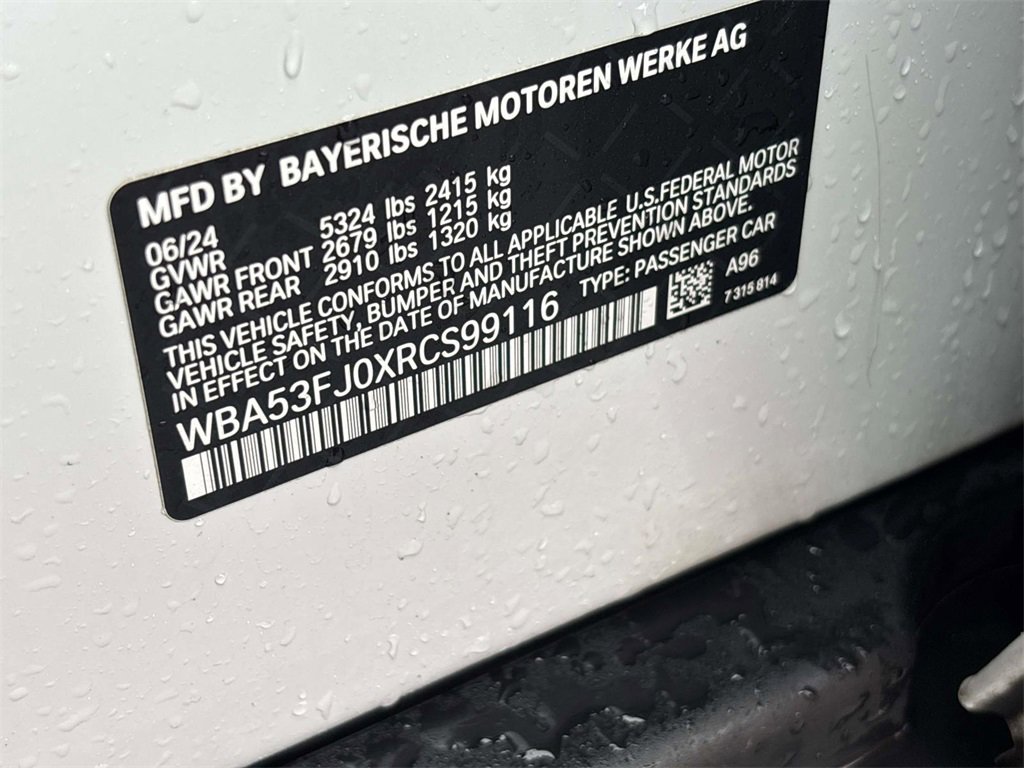 MFD BY BAYERISCHE MOTOREN WERKE AG
06/24
GVWR 5324 lbs 2415 kg
GAWR FRONT 2679 lbs 1215 kg
GAWR REAR 2910 lbs 1320 kg
THIS VEHICLE CONFORMS TO ALL APPLICABLE U.S.FEDERAL MOTOR
VEHICLE SAFETY, BUMPER AND THEFT PREVENTION STANDARDS
IN EFFECT ON THE DATE OF MANUFACTURE SHOWN ABOVE.
WBA53FJ0XRCS99116 TYPE: PASSENGER CAR
A96
7 315 814